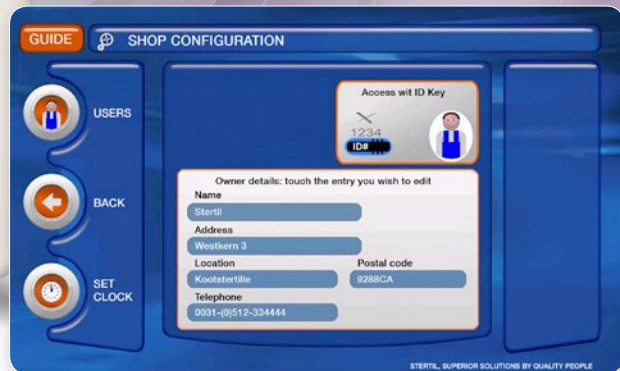 GUIDE
SHOP CONFIGURATION
USERS
BACK
SET
CLOCK
Access wit ID Key
1234
ID#
Owner details: touch the entry you wish to edit
Name
Stertil
Address
Westkern 3
Location Postal code
Kootstertille 9288CA
Telephone
0031-(0)512-334444
STERTIL, SUPERIOR SOLUTIONS BY QUALITY PEOPLE